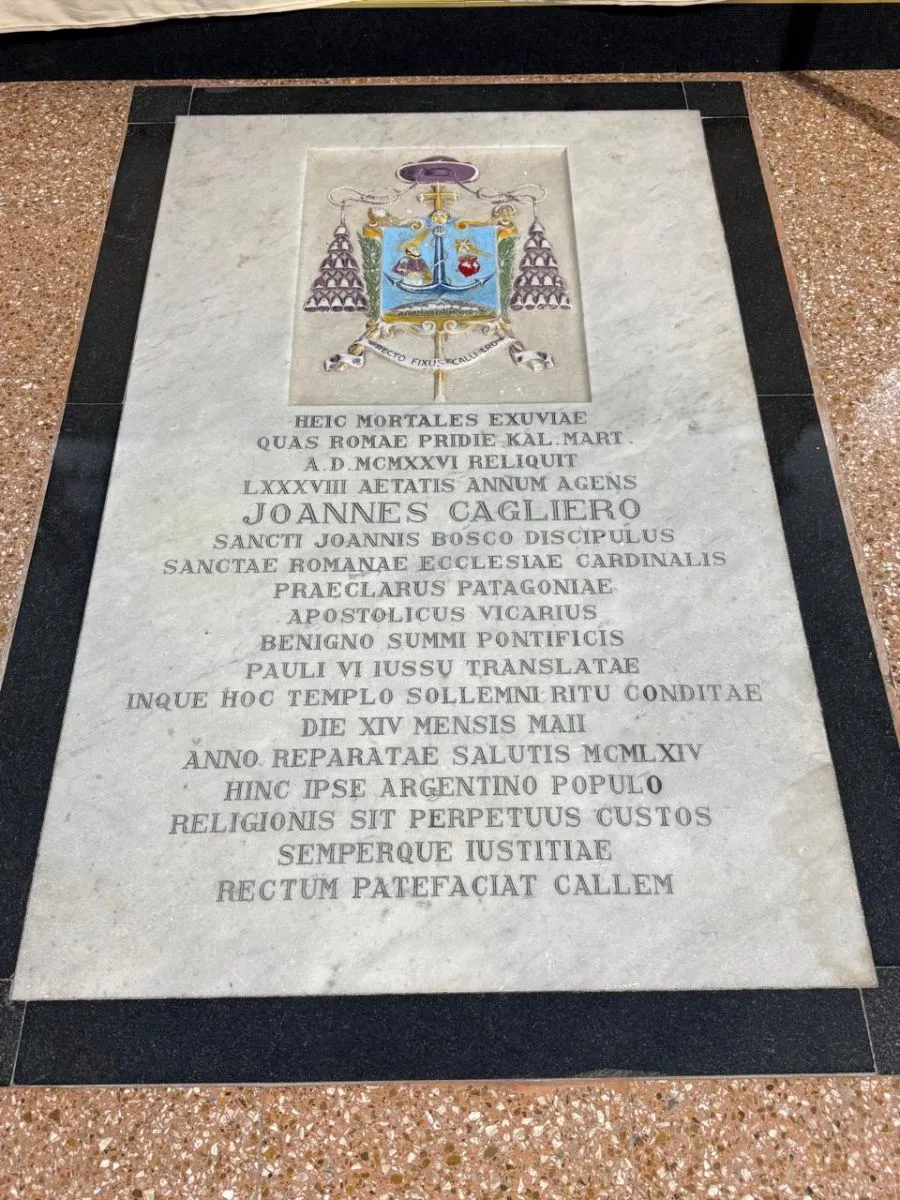 RECTO FIXUS CALLI ERO
HEIC MORTALES EXUVIAE
QUAS ROMAE PRIDIE KAL. MART.
A.D. MCMXXVI RELIQUIT
LXXXVIII AETATIS ANNUM AGENS
JOANNES CAGLIERO
SANCTI JOANNIS BOSCO DISCIPULUS
SANCTAE ROMANAE ECCLESIAE CARDINALIS
PRAECLARUS PATAGONIAE
APOSTOLICUS VICARIUS
BENIGNO SUMMI PONTIFICIS
PAULI VI IUSSU TRANSLATAE
INQUE HOC TEMPLO SOLLEMNI RITU CONDITAE
DIE XIV MENSIS MAII
ANNO REPARATAE SALUTIS MCMLXIV
HINC IPSE ARGENTINO POPULO
RELIGIONIS SIT PERPETUUS CUSTOS
SEMPERQUE IUSTITIAE
RECTUM PATEFACIAT CALLEM